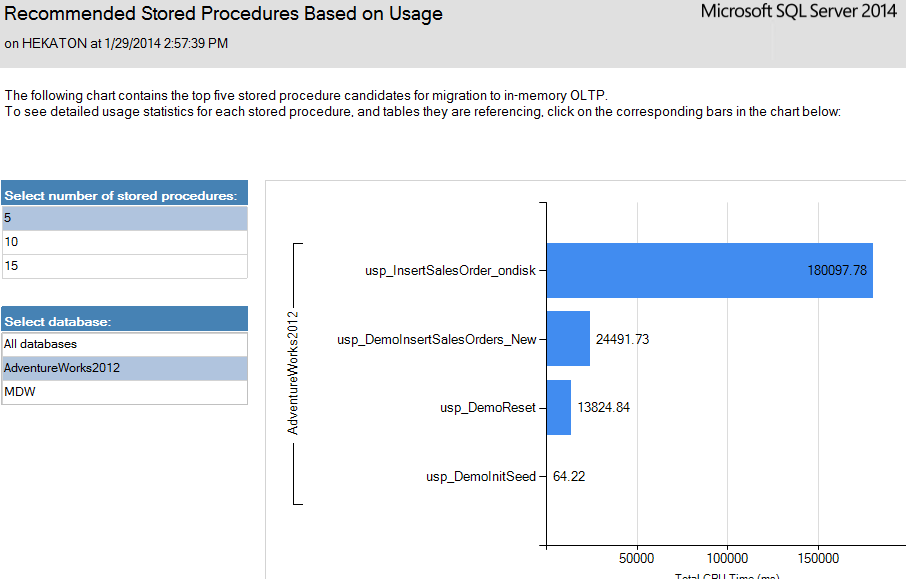 Recommended Stored Procedures Based on Usage
Microsoft SQL Server 2014
on HEKATON at 1/29/2014 2:57:39 PM
The following chart contains the top five stored procedure candidates for migration to in-memory OLTP.
To see detailed usage statistics for each stored procedure, and tables they are referencing, click on the corresponding bars in the chart below:
Select number of stored procedures:
5
10
15
Select database:
All databases
AdventureWorks2012
MDW
AdventureWorks2012
usp_InsertSalesOrder_ondisk
180097.78
usp_DemoInsertSalesOrders_New
24491.73
usp_DemoReset
13824.84
usp_DemoInitSeed
64.22
50000
100000
150000
Total CPU Time (ms)